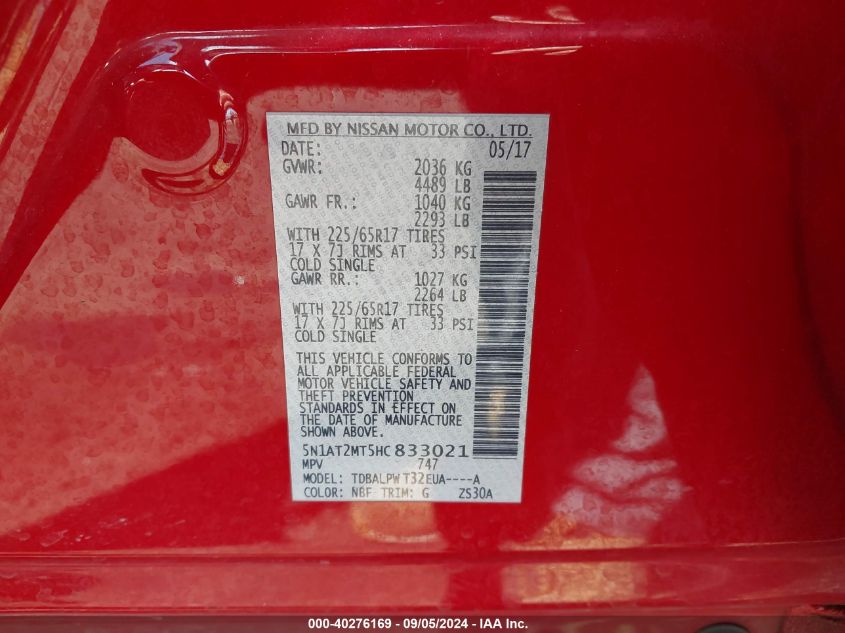 MFD BY NISSAN MOTOR CO., LTD.
DATE: 05/17
GVWR: 2036 KG
4489 LB
GAWR FR.: 1040 KG
2293 LB
WITH 225/65R17 TIRES
17 X 7J RIMS AT 33 PSI
COLD SINGLE
GAWR RR.: 1027 KG
2264 LB
WITH 225/65R17 TIRES
17 X 7J RIMS AT 33 PSI
COLD SINGLE
THIS VEHICLE CONFORMS TO
ALL APPLICABLE FEDERAL
MOTOR VEHICLE SAFETY AND
THEFT PREVENTION
STANDARDS IN EFFECT ON
THE DATE OF MANUFACTURE
SHOWN ABOVE.
5N1AT2MT5HC 833021
MPV 747
MODEL: TDBALPW T32EUA----A
COLOR: NBF TRIM: G ZS30A
000-40276169 - 09/05/2024 - IAA Inc.